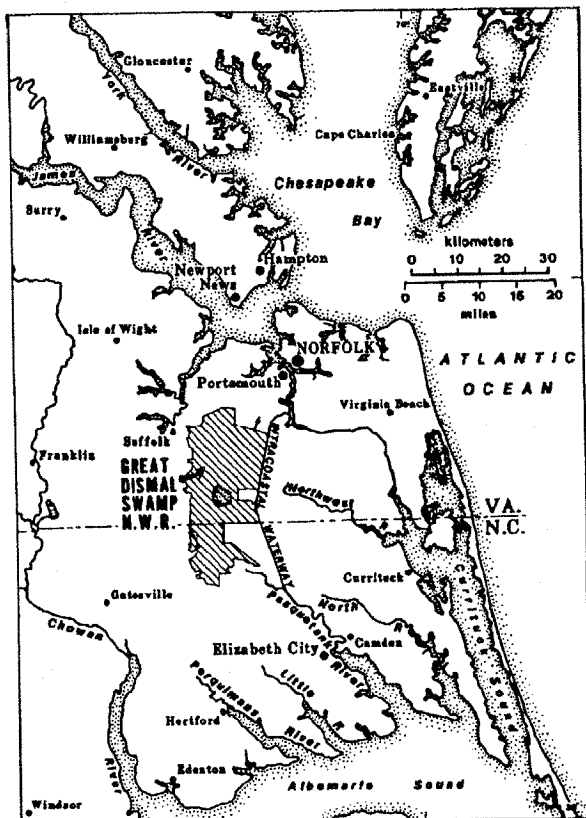 76°
Gloucester
York
River
Eastville
Williamsburg
Cape Charles
James
River
Surry
Chesapeake
Bay
kilometers
0 10 20 30
0 5 10 15 20
miles
Hampton
Newport
News
Isle of Wight
NORFOLK
Portsmouth
ATLANTIC
OCEAN
Virginia Beach
Suffolk
Franklin
GREAT
DISMAL
SWAMP
N.W.R.
INTRACOASTAL
WATERWAY
Northwest
R
VA.
N.C.
Currituck
Currituck Sound
Gatesville
Chowan
River
Pasquotank
River
North
R
Camden
Elizabeth City
Perquimans
River
Little
R
Hertford
Edenton
Albemarle Sound
Windsor